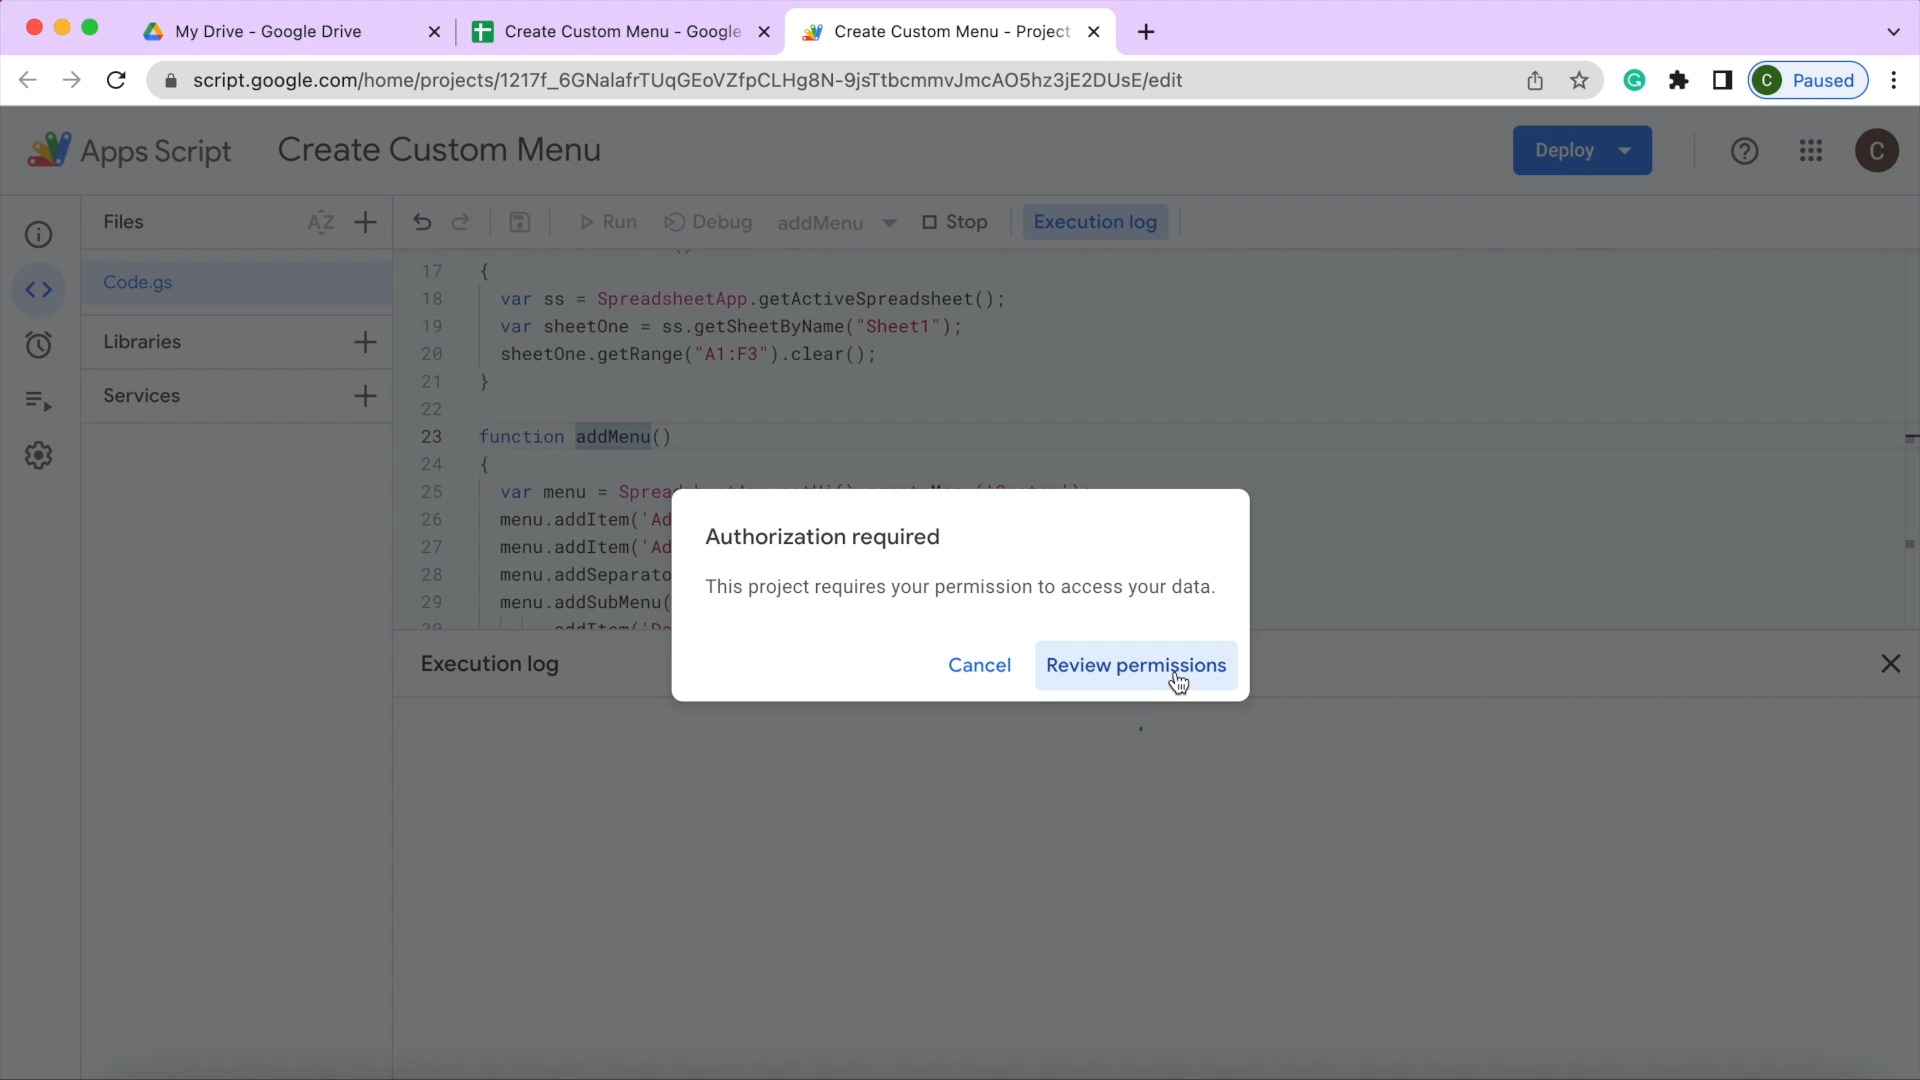 My Drive - Google Drive
Create Custom Menu - Google
Create Custom Menu - Project
script.google.com/home/projects/1217f_6GNalafrTUqGEoVZfpCLHg8N-9jsTtbcmmvJmcAO5hz3jE2DUsE/edit
C Paused
Apps Script Create Custom Menu Deploy C
Files AZ Run Debug addMenu Stop Execution log
Code.gs
Libraries
Services
17 {
18 var ss = SpreadsheetApp.getActiveSpreadsheet();
19 var sheetOne = ss.getSheetByName("Sheet1");
20 sheetOne.getRange("A1:F3").clear();
21 }
22
23 function addMenu()
24 {
25 var menu = Sprea
26 menu.addItem('Ad
27 menu.addItem('Ad
28 menu.addSeparato
29 menu.addSubMenu(
Authorization required
This project requires your permission to access your data.
Cancel Review permissions
Execution log